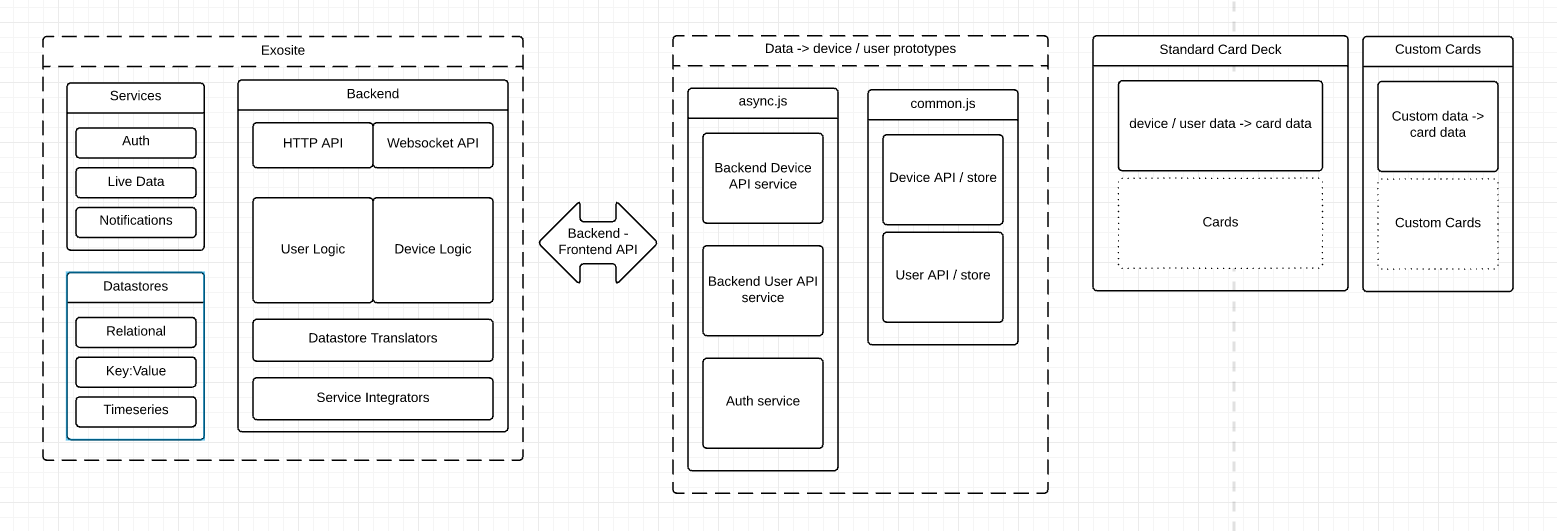 Exosite
Services
Auth
Live Data
Notifications
Datastores
Relational
Key:Value
Timeseries
Backend
HTTP API
Websocket API
User Logic
Device Logic
Datastore Translators
Service Integrators
Backend -
Frontend API
Data -> device / user prototypes
async.js
Backend Device
API service
Backend User API
service
Auth service
common.js
Device API / store
User API / store
Standard Card Deck
device / user data -> card data
Cards
Custom Cards
Custom data ->
card data
Custom Cards